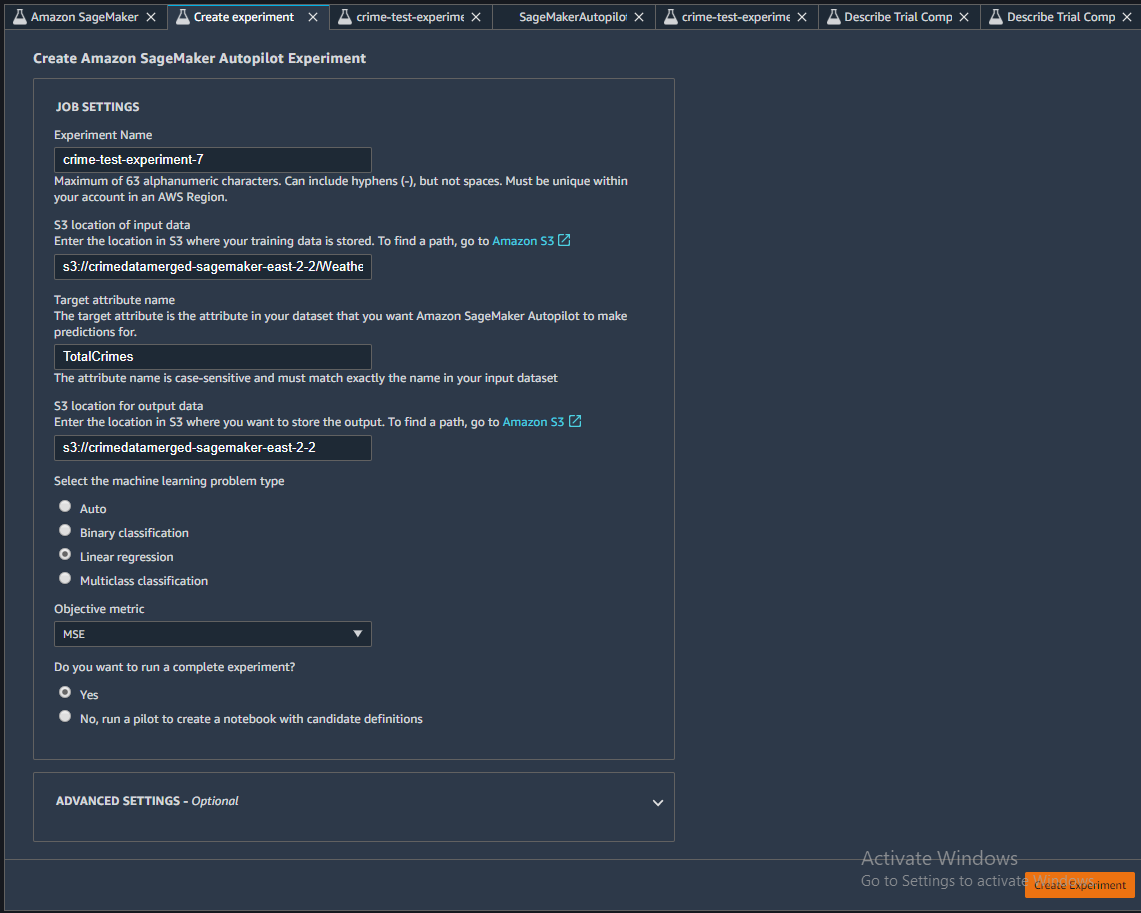 Amazon SageMaker
Create experiment
crime-test-experime
SageMakerAutopilot
crime-test-experime
Describe Trial Comp
Describe Trial Comp
Create Amazon SageMaker Autopilot Experiment
JOB SETTINGS
Experiment Name
crime-test-experiment-7
Maximum of 63 alphanumeric characters. Can include hyphens (-), but not spaces. Must be unique within
your account in an AWS Region.
S3 location of input data
Enter the location in S3 where your training data is stored. To find a path, go to Amazon S3
s3://crimedatamerged-sagemaker-east-2-2/Weathe
Target attribute name
The target attribute is the attribute in your dataset that you want Amazon SageMaker Autopilot to make
predictions for.
TotalCrimes
The attribute name is case-sensitive and must match exactly the name in your input dataset
S3 location for output data
Enter the location in S3 where you want to store the output. To find a path, go to Amazon S3
s3://crimedatamerged-sagemaker-east-2-2
Select the machine learning problem type
Auto
Binary classification
Linear regression
Multiclass classification
Objective metric
MSE
Do you want to run a complete experiment?
Yes
No, run a pilot to create a notebook with candidate definitions
ADVANCED SETTINGS - Optional
Activate Windows
Go to Settings to activate Windows.
Create Experiment